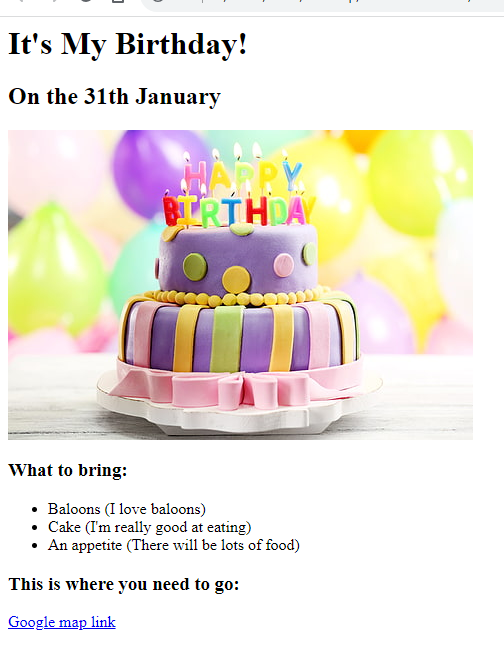 It's My Birthday!
On the 31th January
HAPPY
BIRTHDAY
What to bring:
Baloons (I love baloons)
Cake (I'm really good at eating)
An appetite (There will be lots of food)
This is where you need to go:
Google map link